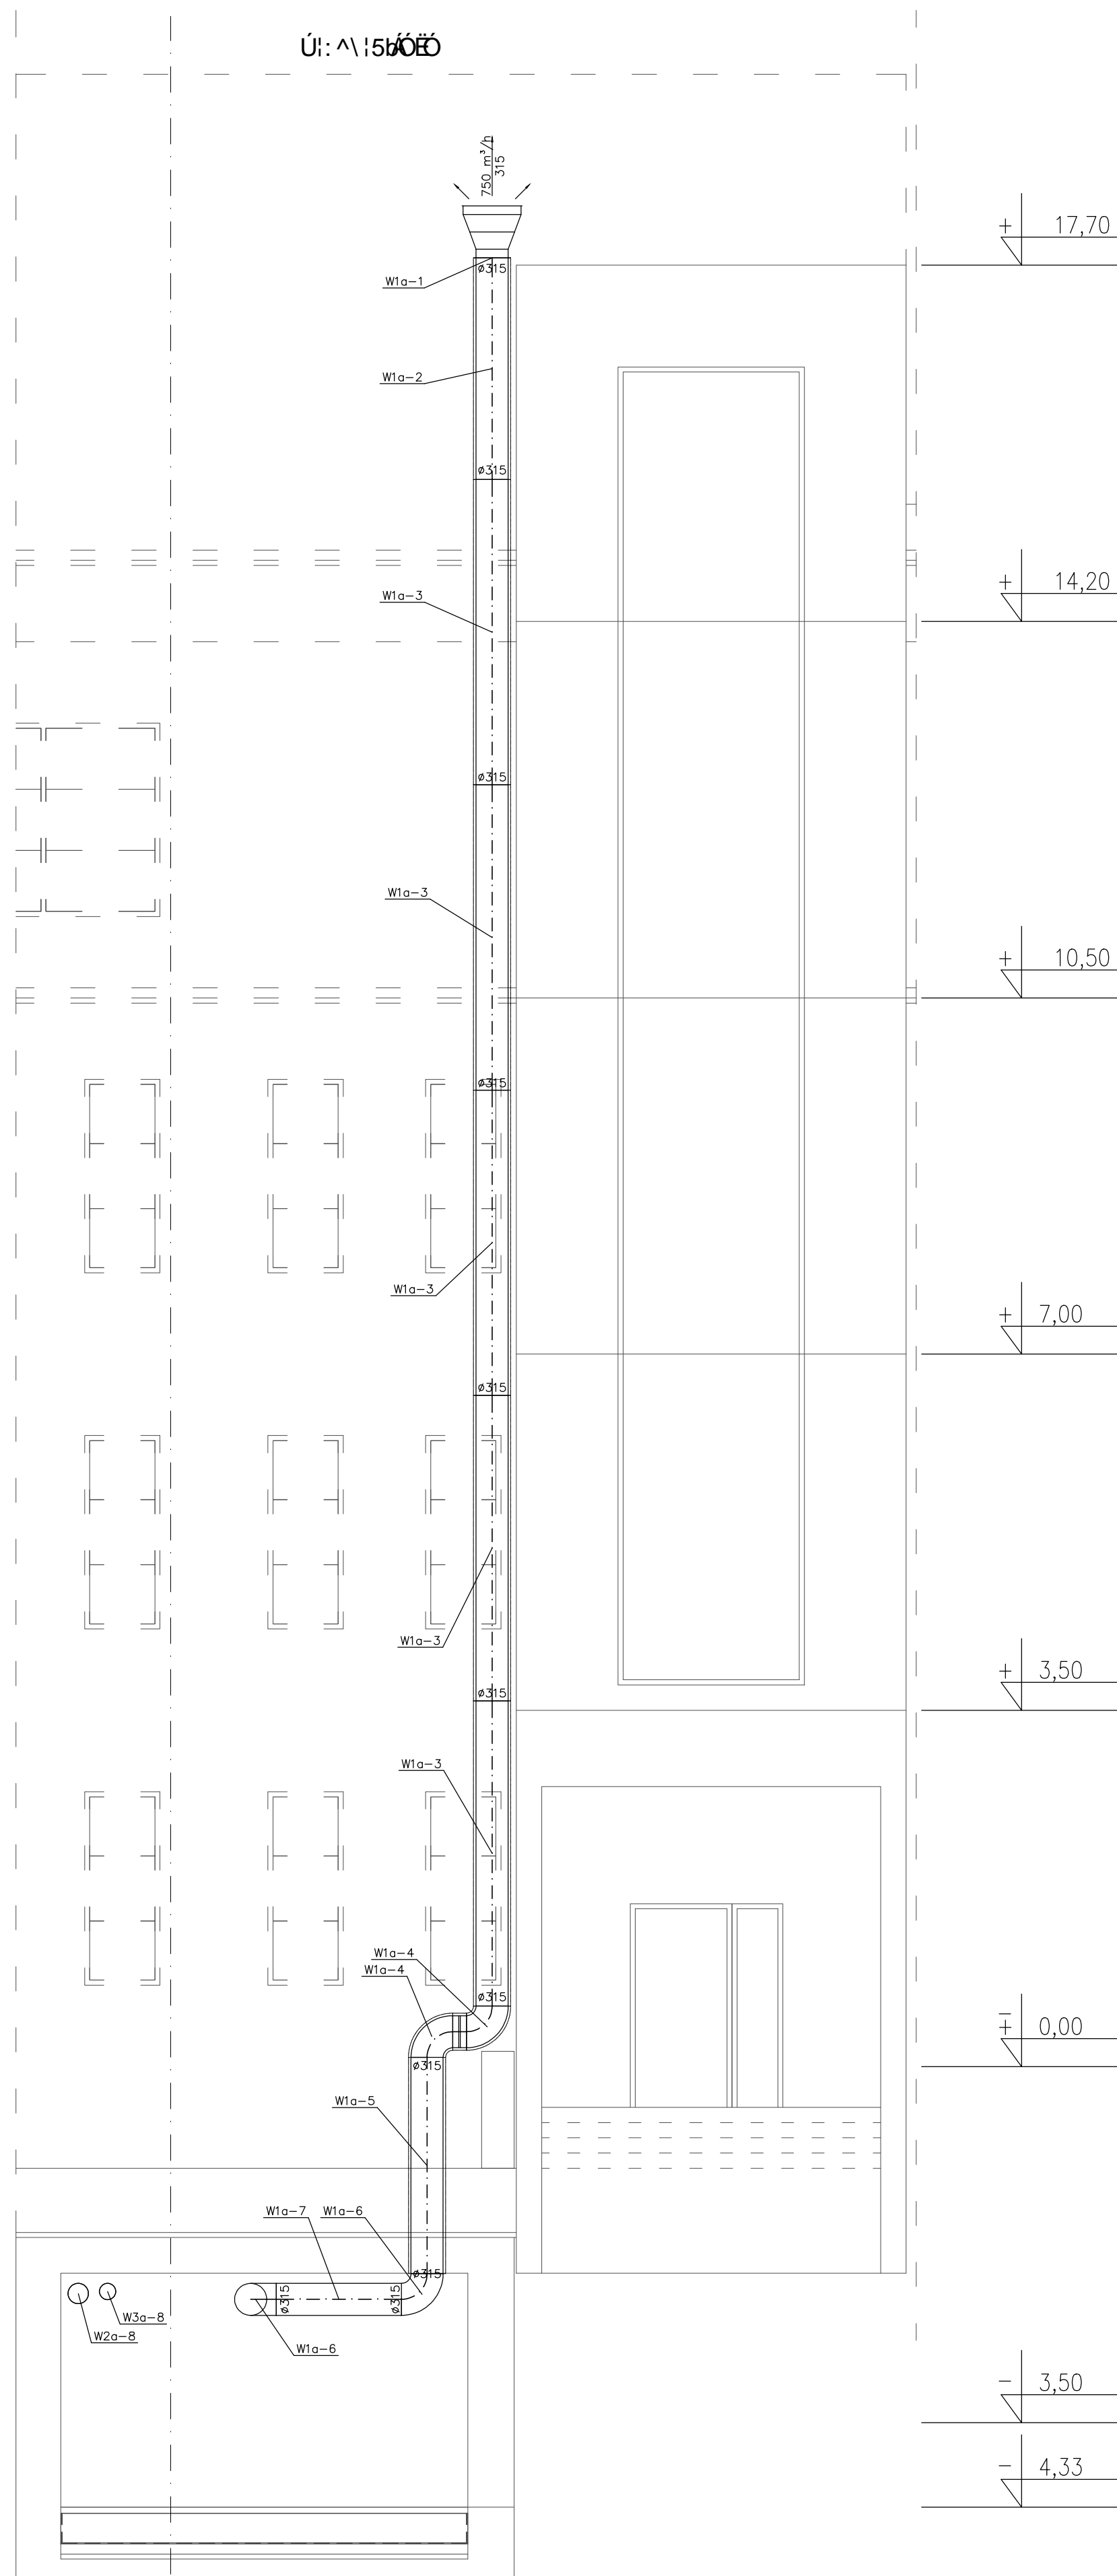 Ú¦:^\¦5bÁÓËÓ
750 m³/h
315
+ 17,70
W1a-1
ø315
W1a-2
ø315
+ 14,20
W1a-3
ø315
W1a-3
+ 10,50
ø315
W1a-3
+ 7,00
ø315
W1a-3
+ 3,50
ø315
W1a-3
W1a-4
W1a-4
ø315
± 0,00
ø315
W1a-5
W1a-7
W1a-6
ø315
ø315
ø315
W3a-8
W2a-8
W1a-6
- 3,50
- 4,33